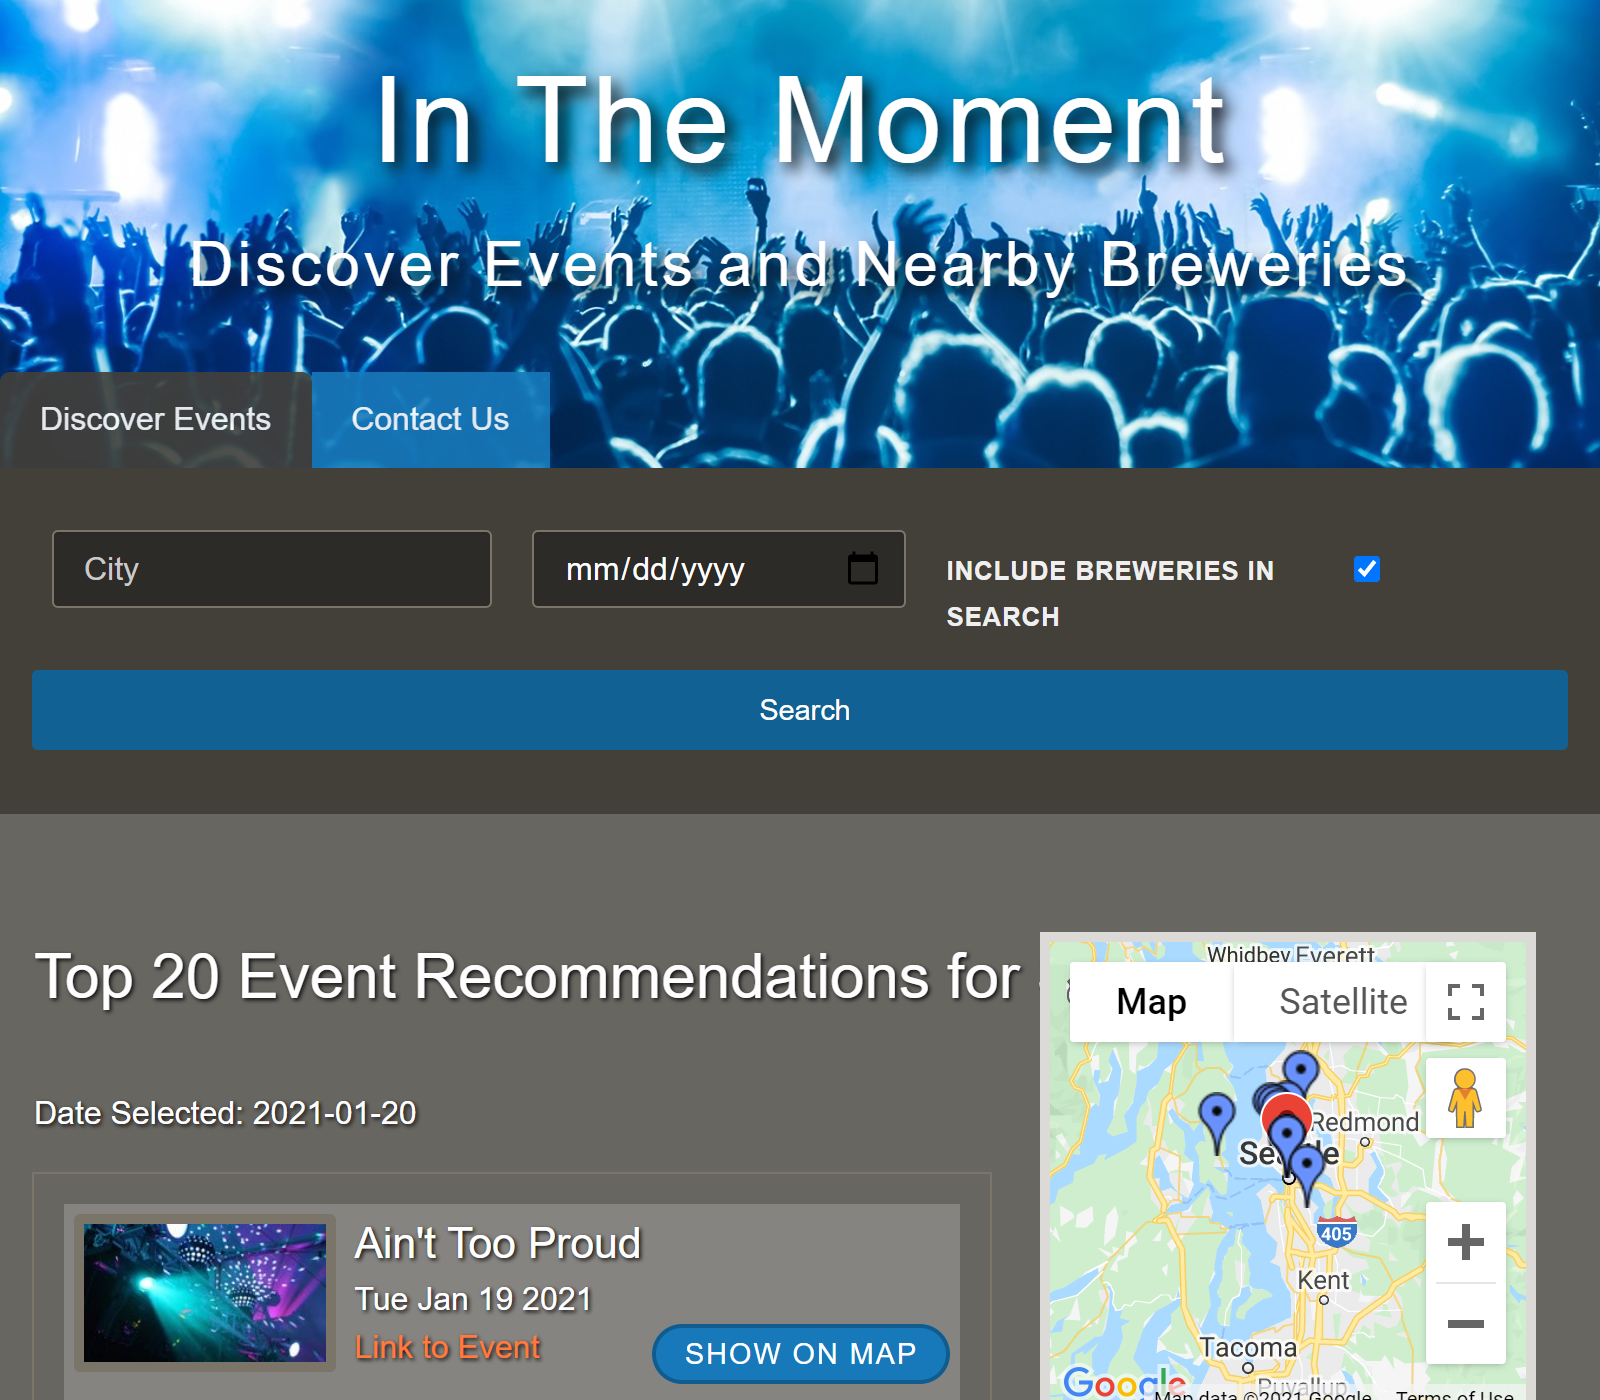 In The Moment
Discover Events and Nearby Breweries
Discover Events
Contact Us
City
mm/dd/yyyy
INCLUDE BREWERIES IN
SEARCH
Search
Top 20 Event Recommendations for
Date Selected: 2021-01-20
Ain't Too Proud
Tue Jan 19 2021
Link to Event
SHOW ON MAP
Whidbey Everett
Map
Satellite
Redmond
Seattle
405
Kent
Tacoma
Puyallup
Google
Map data ©2021 Google
Terms of Use